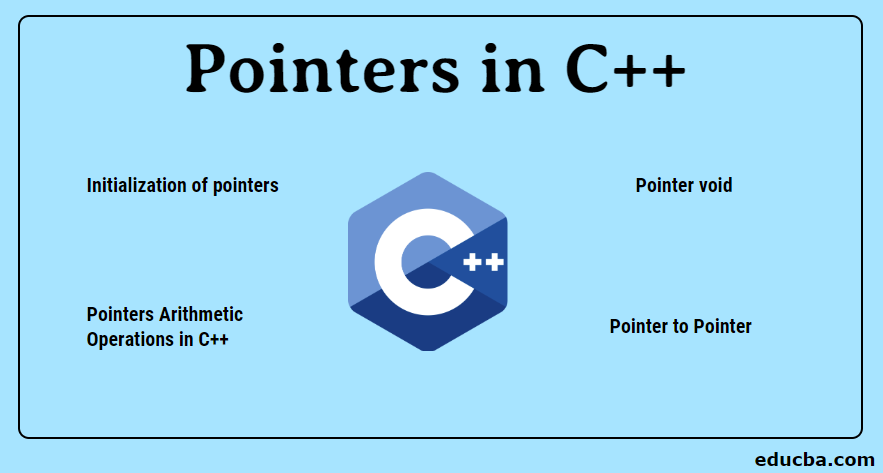 Pointers in C++
Initialization of pointers
Pointer void
C++
Pointers Arithmetic
Operations in C++
Pointer to Pointer
educba.com